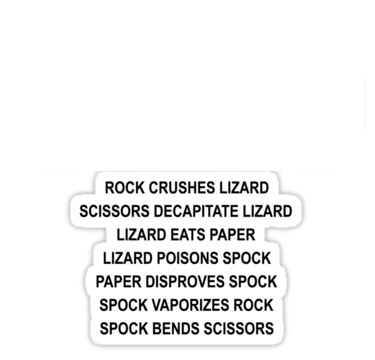 ROCK CRUSHES LIZARD
SCISSORS DECAPITATE LIZARD
LIZARD EATS PAPER
LIZARD POISONS SPOCK
PAPER DISPROVES SPOCK
SPOCK VAPORIZES ROCK
SPOCK BENDS SCISSORS